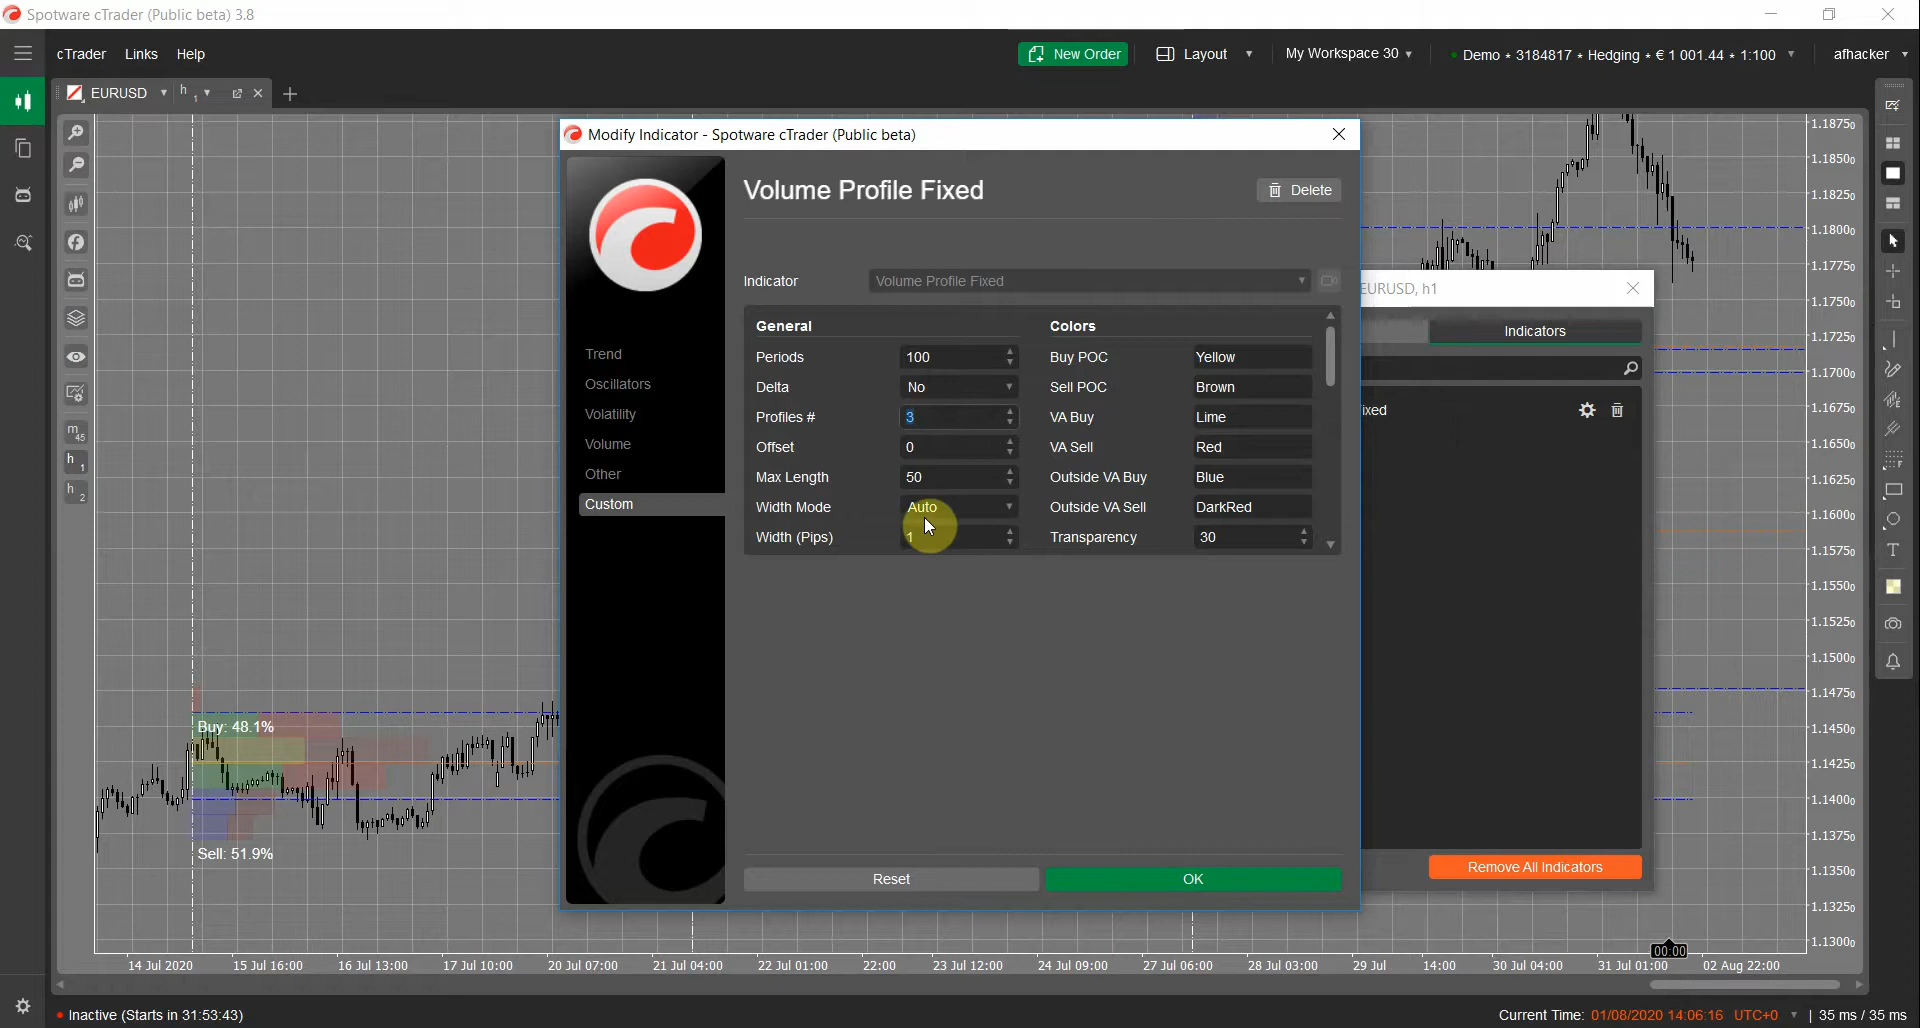 Spotware cTrader (Public beta) 3.8
cTrader Links Help New Order Layout My Workspace 30 Demo • 3184817 • Hedging • € 1 001.44 • 1:100 afhacker
EURUSD h 1
Modify Indicator - Spotware cTrader (Public beta)
Volume Profile Fixed Delete
Indicator Volume Profile Fixed
General Colors
Periods 100 Buy POC Yellow
Delta No Sell POC Brown
Profiles # 3 VA Buy Lime
Offset 0 VA Sell Red
Max Length 50 Outside VA Buy Blue
Width Mode Auto Outside VA Sell DarkRed
Width (Pips) 1 Transparency 30
Trend
Oscillators
Volatility
Volume
Other
Custom
Reset OK
EURUSD, h1
Indicators
ixed
Remove All Indicators
m 45
h 1
h 2
Buy: 48.1%
Sell: 51.9%
1.18750
1.18500
1.18250
1.18000
1.17750
1.17500
1.17250
1.17000
1.16750
1.16500
1.16250
1.16000
1.15750
1.15500
1.15250
1.15000
1.14750
1.14500
1.14250
1.14000
1.13750
1.13500
1.13250
1.13000
00:00
14 Jul 2020 15 Jul 16:00 16 Jul 13:00 17 Jul 10:00 20 Jul 07:00 21 Jul 04:00 22 Jul 01:00 22:00 23 Jul 12:00 24 Jul 09:00 27 Jul 06:00 28 Jul 03:00 29 Jul 14:00 30 Jul 04:00 31 Jul 01:00 02 Aug 22:00
Inactive (Starts in 31:53:43) Current Time: 01/08/2020 14:06:16 UTC+0 | 35 ms / 35 ms